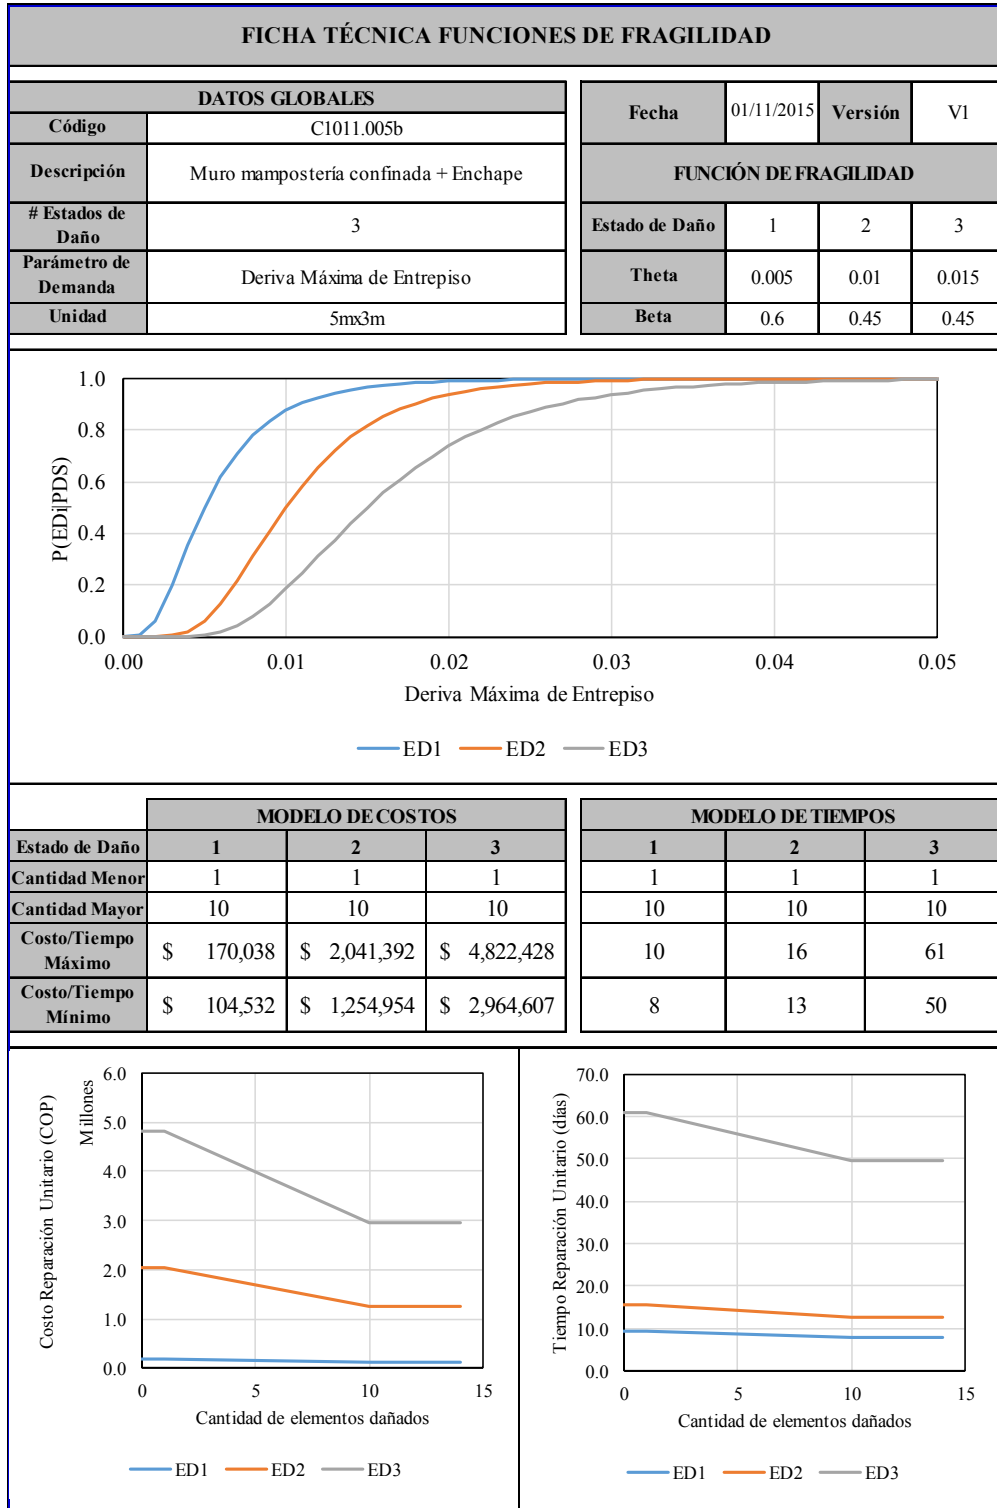 FICHA TÉCNICA FUNCIONES DE FRAGILIDAD
DATOS GLOBALES
Código C1011.005b
Descripción Muro mampostería confinada + Enchape
# Estados de Daño 3
Parámetro de Demanda Deriva Máxima de Entrepiso
Unidad 5mx3m
Fecha 01/11/2015 Versión V1
FUNCIÓN DE FRAGILIDAD
Estado de Daño 1 2 3
Theta 0.005 0.01 0.015
Beta 0.6 0.45 0.45
P(EDi|PDS)
1.0
0.8
0.6
0.4
0.2
0.0
0.00 0.01 0.02 0.03 0.04 0.05
Deriva Máxima de Entrepiso
ED1 ED2 ED3
MODELO DE COSTOS MODELO DE TIEMPOS
Estado de Daño 1 2 3 1 2 3
Cantidad Menor 1 1 1 1 1 1
Cantidad Mayor 10 10 10 10 10 10
Costo/Tiempo Máximo $ 170,038 $ 2,041,392 $ 4,822,428 10 16 61
Costo/Tiempo Mínimo $ 104,532 $ 1,254,954 $ 2,964,607 8 13 50
Costo Reparación Unitario (COP)
Millones
6.0
5.0
4.0
3.0
2.0
1.0
0.0
0 5 10 15
Cantidad de elementos dañados
ED1 ED2 ED3
Tiempo Reparación Unitario (días)
70.0
60.0
50.0
40.0
30.0
20.0
10.0
0.0
0 5 10 15
Cantidad de elementos dañados
ED1 ED2 ED3